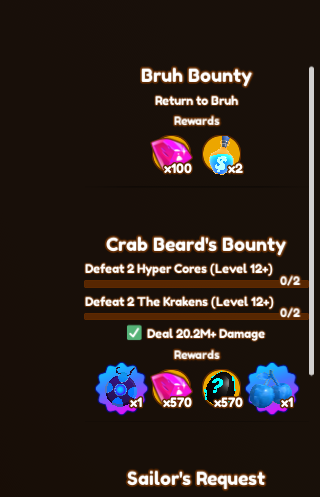 Bruh Bounty
Return to Bruh
Rewards
x100 x2
Crab Beard's Bounty
Defeat 2 Hyper Cores (Level 12+)
0/2
Defeat 2 The Krakens (Level 12+)
0/2
Deal 20.2M+ Damage
Rewards
? 
x1 x570 x570 x1
Sailor's Request